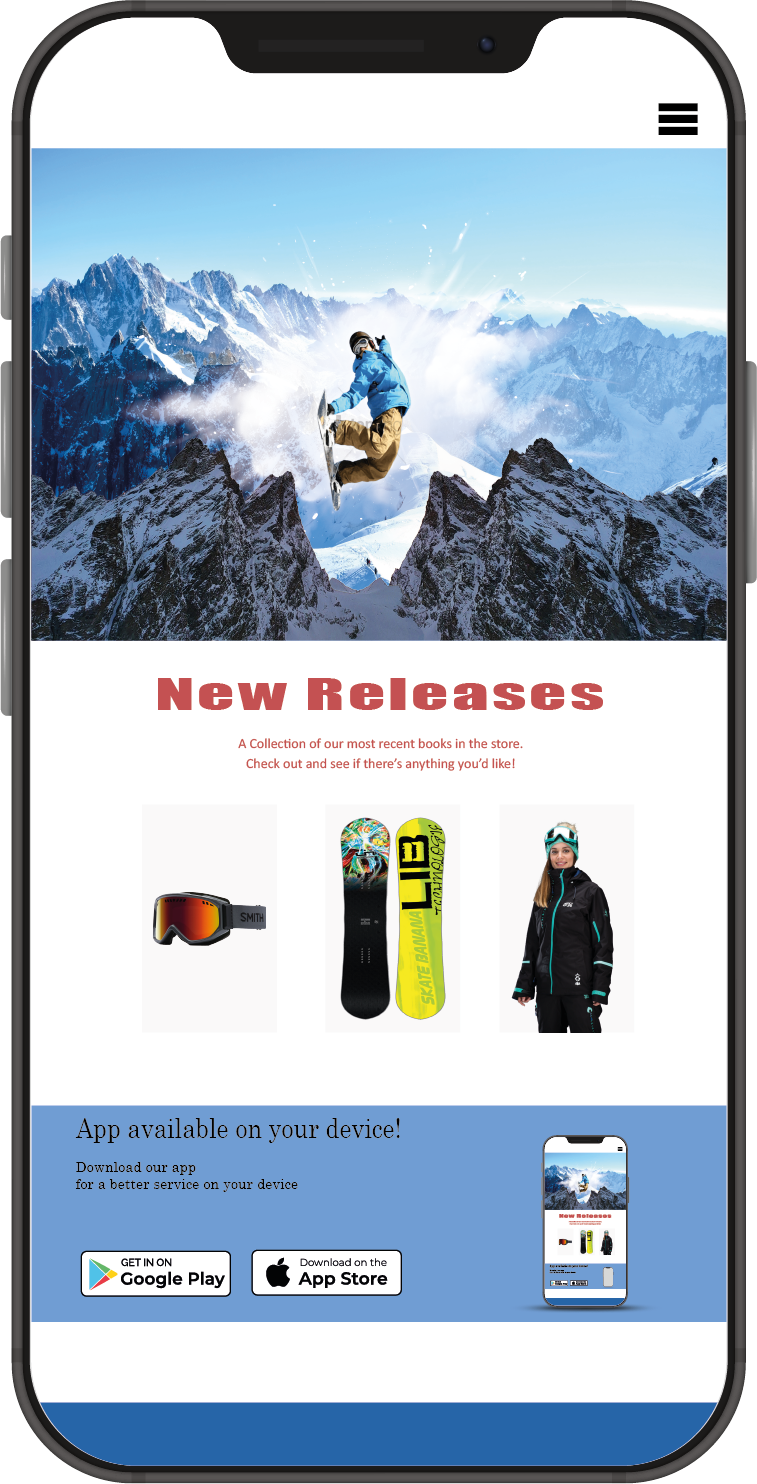 New Releases
A Collection of our most recent books in the store.
Check out and see if there's anything you'd like!
SMITH
LIB
TECHNOLOGIE
SKATE BANANA
App available on your device!
Download our app
for a better service on your device
GET IN ON
Google Play
Download on the
App Store
New Releases